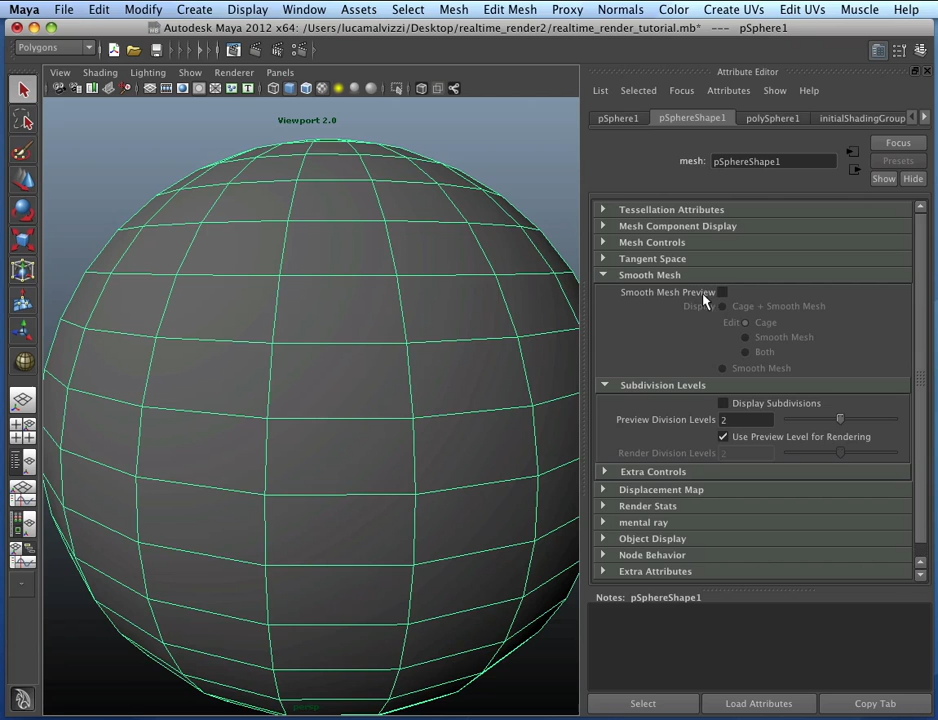 Maya File Edit Modify Create Display Window Assets Select Mesh Edit Mesh Proxy Normals Color Create UVs Edit UVs Muscle Help
Autodesk Maya 2012 x64: /Users/lucamalvizzi/Desktop/realtime_render2/realtime_render_tutorial.mb* --- pSphere1
Polygons
Attribute Editor
View Shading Lighting Show Renderer Panels
List Selected Focus Attributes Show Help
pSphere1 pSphereShape1 polySphere1 initialShadingGroup
Viewport 2.0
Focus
mesh: pSphereShape1
Presets
Show Hide
Tessellation Attributes
Mesh Component Display
Mesh Controls
Tangent Space
Smooth Mesh
Smooth Mesh Preview
Display Cage + Smooth Mesh
Edit Cage
Smooth Mesh
Both
Smooth Mesh
Subdivision Levels
Display Subdivisions
Preview Division Levels 2
Use Preview Level for Rendering
Render Division Levels 2
Extra Controls
Displacement Map
Render Stats
mental ray
Object Display
Node Behavior
Extra Attributes
Notes: pSphereShape1
persp
Select Load Attributes Copy Tab